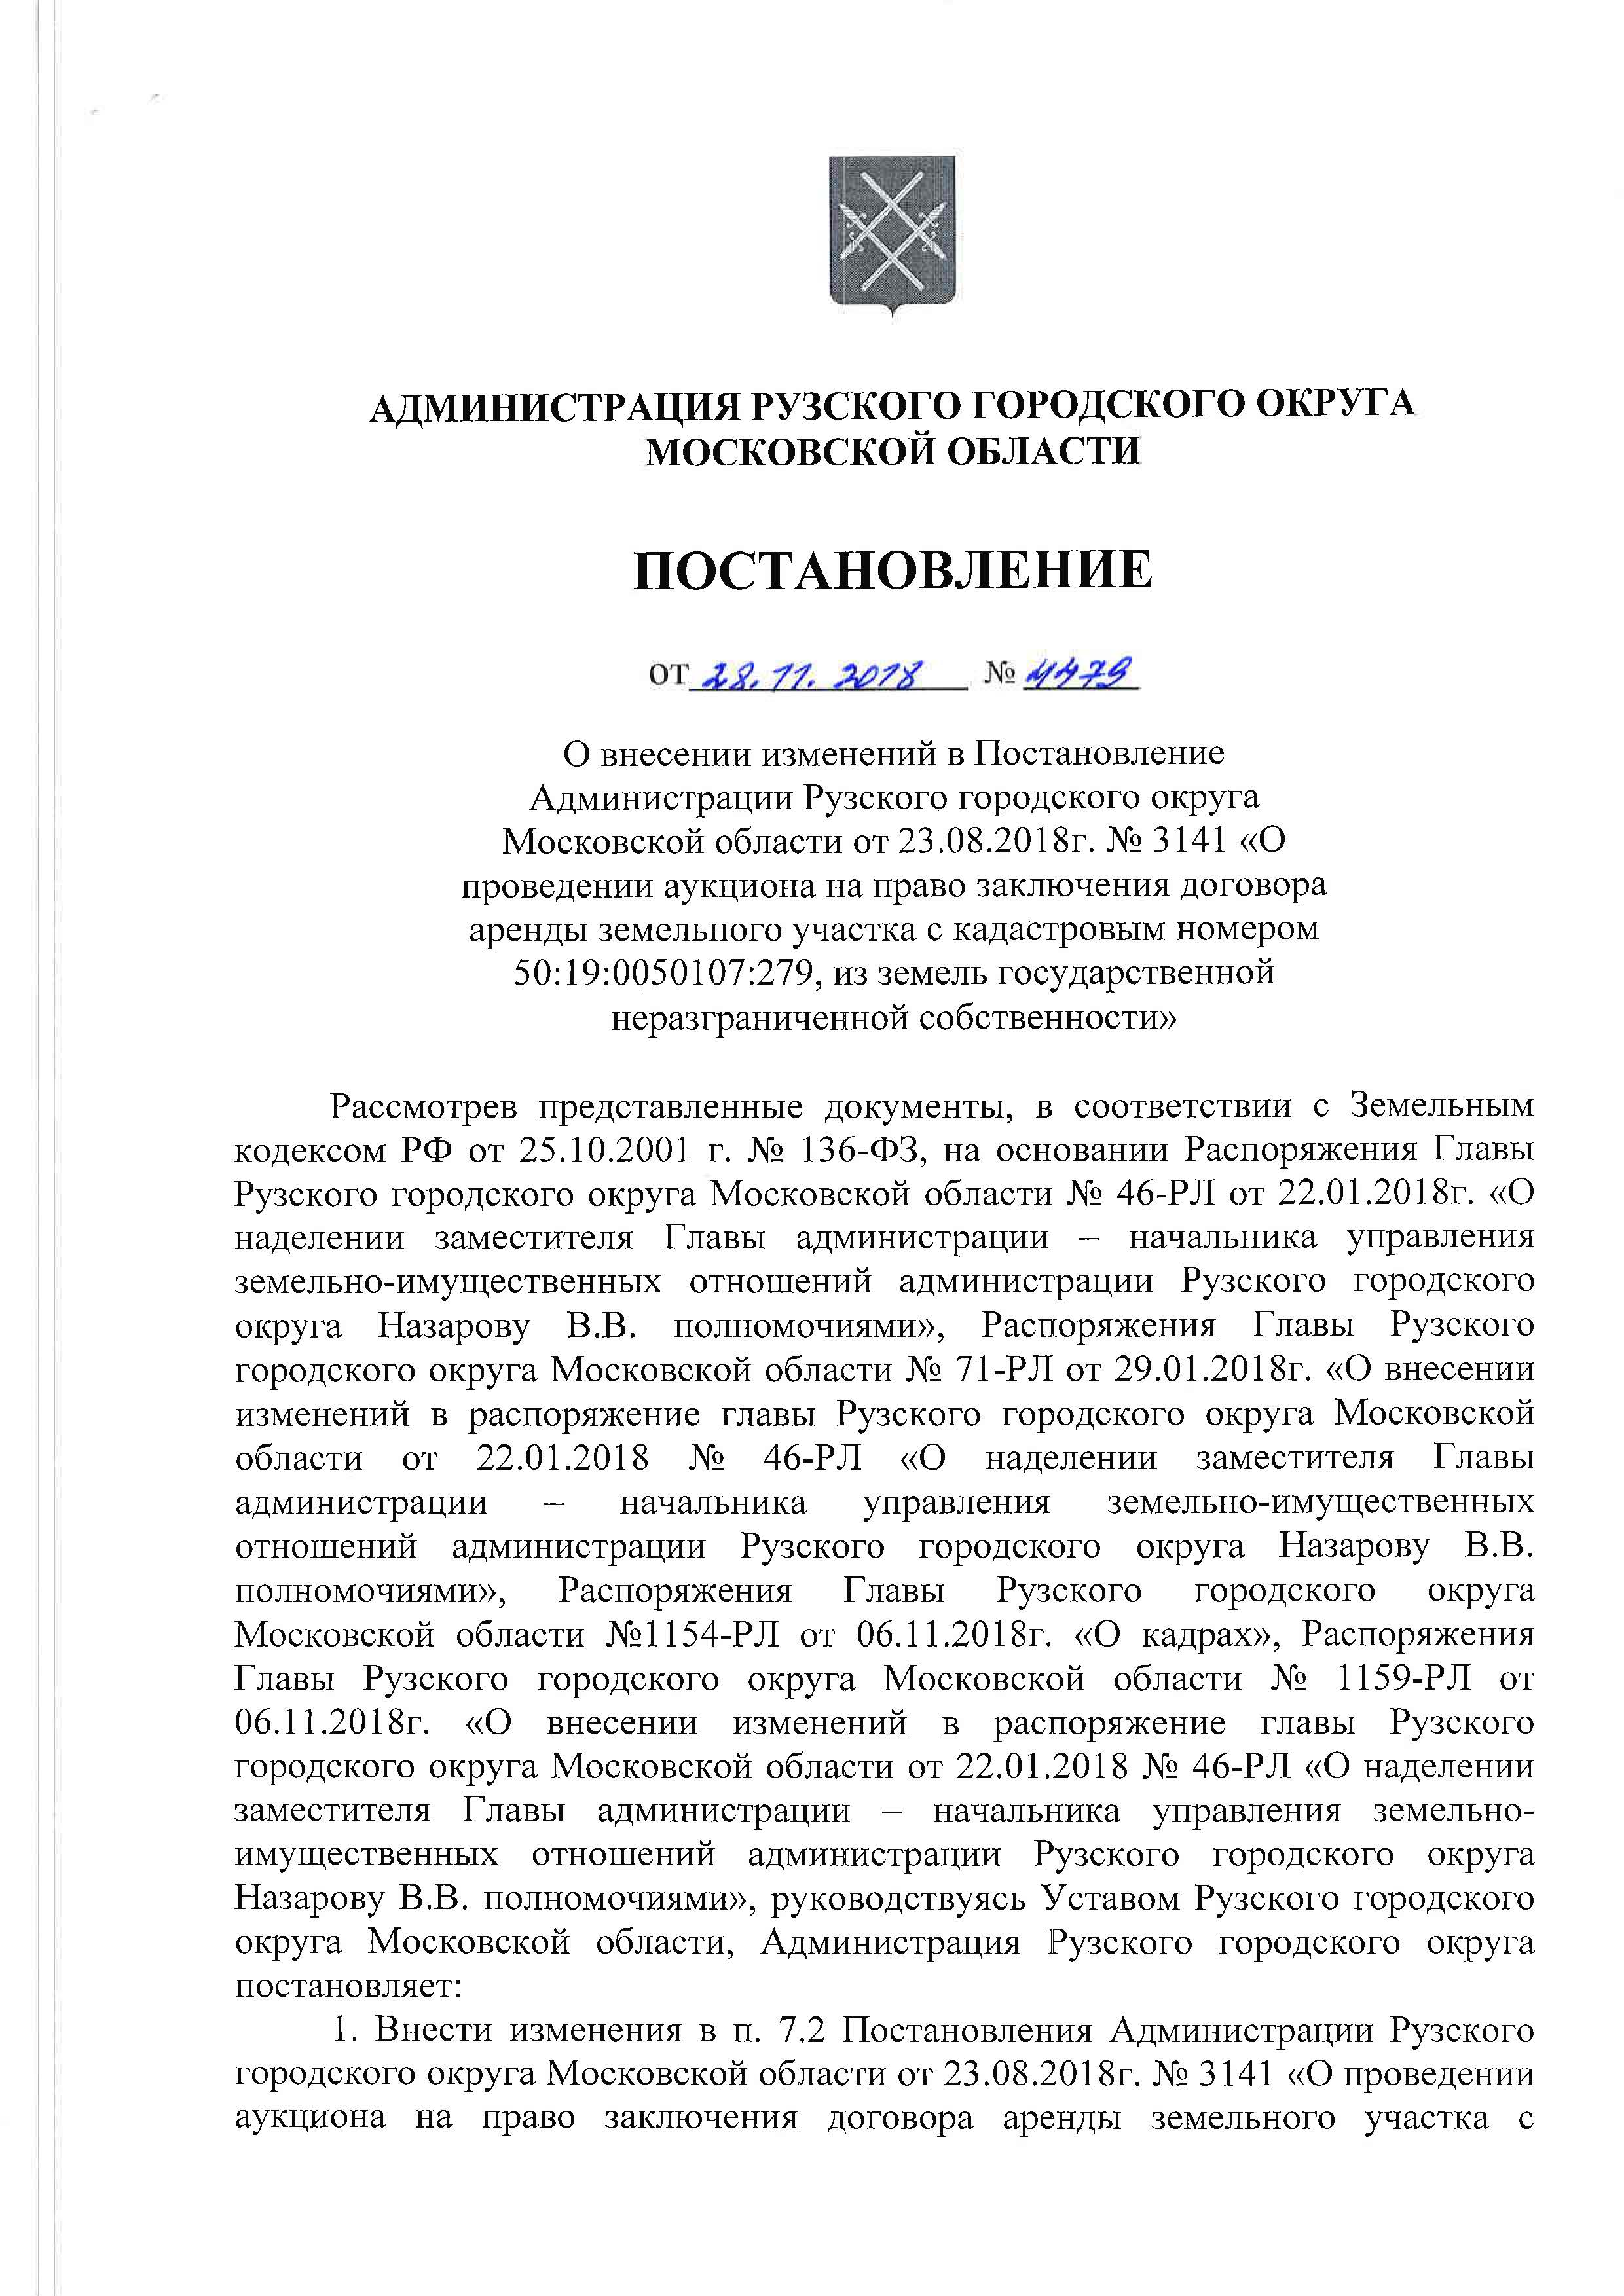 АДМИНИСТРАЦИЯ РУЗСКОГО ГОРОДСКОГО ОКРУГА
МОСКОВСКОЙ ОБЛАСТИ
ПОСТАНОВЛЕНИЕ
от 28.11.2018 № 4479
О внесении изменений в Постановление
Администрации Рузского городского округа
Московской области от 23.08.2018г. № 3141 «О
проведении аукциона на право заключения договора
аренды земельного участка с кадастровым номером
50:19:0050107:279, из земель государственной
неразграниченной собственности»
Рассмотрев представленные документы, в соответствии с Земельным
кодексом РФ от 25.10.2001 г. № 136-ФЗ, на основании Распоряжения Главы
Рузского городского округа Московской области № 46-РЛ от 22.01.2018г. «О
наделении заместителя Главы администрации – начальника управления
земельно-имущественных отношений администрации Рузского городского
округа Назарову В.В. полномочиями», Распоряжения Главы Рузского
городского округа Московской области № 71-РЛ от 29.01.2018г. «О внесении
изменений в распоряжение главы Рузского городского округа Московской
области от 22.01.2018 № 46-РЛ «О наделении заместителя Главы
администрации – начальника управления земельно-имущественных
отношений администрации Рузского городского округа Назарову В.В.
полномочиями», Распоряжения Главы Рузского городского округа
Московской области №1154-РЛ от 06.11.2018г. «О кадрах», Распоряжения
Главы Рузского городского округа Московской области № 1159-РЛ от
06.11.2018г. «О внесении изменений в распоряжение главы Рузского
городского округа Московской области от 22.01.2018 № 46-РЛ «О наделении
заместителя Главы администрации – начальника управления земельно-
имущественных отношений администрации Рузского городского округа
Назарову В.В. полномочиями», руководствуясь Уставом Рузского городского
округа Московской области, Администрация Рузского городского округа
постановляет:
1. Внести изменения в п. 7.2 Постановления Администрации Рузского
городского округа Московской области от 23.08.2018г. № 3141 «О проведении
аукциона на право заключения договора аренды земельного участка с